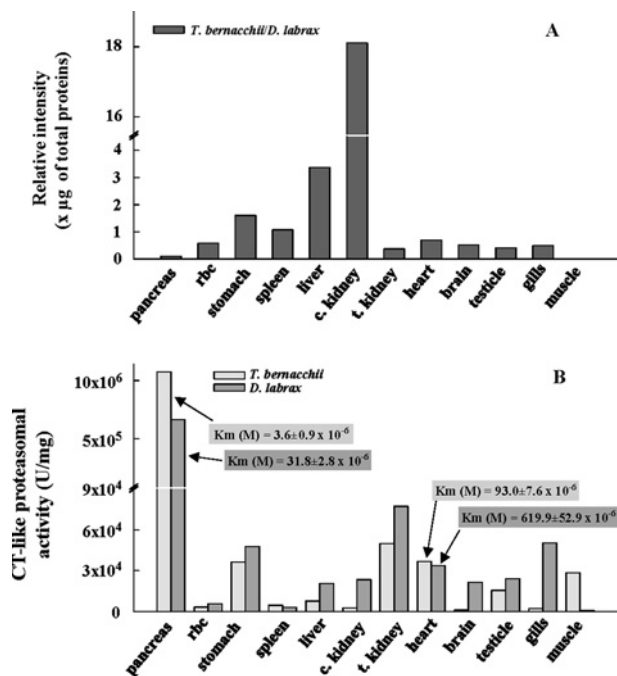 T. bernacchii/D. labrax
A
Relative intensity
(x µg of total proteins)
18
16
4
3
2
1
0
pancreas
rbc
stomach
spleen
liver
c. kidney
t. kidney
heart
brain
testicle
gills
muscle
T. bernacchii
D. labrax
B
CT-like proteasomal
activity (U/mg)
10x10⁶
5x10⁵
9x10⁴
6x10⁴
3x10⁴
0
Km (M) = 3.6±0.9 x 10⁻⁶
Km (M) = 31.8±2.8 x 10⁻⁶
Km (M) = 93.0±7.6 x 10⁻⁶
Km (M) = 619.9±52.9 x 10⁻⁶
pancreas
rbc
stomach
spleen
liver
c. kidney
t. kidney
heart
brain
testicle
gills
muscle